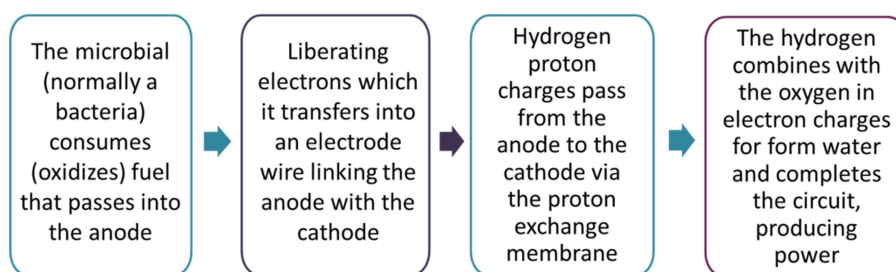 The microbial
(normally a
bacteria)
consumes
(oxidizes) fuel
that passes into
the anode
Liberating
electrons which
it transfers into
an electrode
wire linking the
anode with the
cathode
Hydrogen
proton
charges pass
from the
anode to the
cathode via
the proton
exchange
membrane
The hydrogen
combines with
the oxygen in
electron charges
for form water
and completes
the circuit,
producing
power